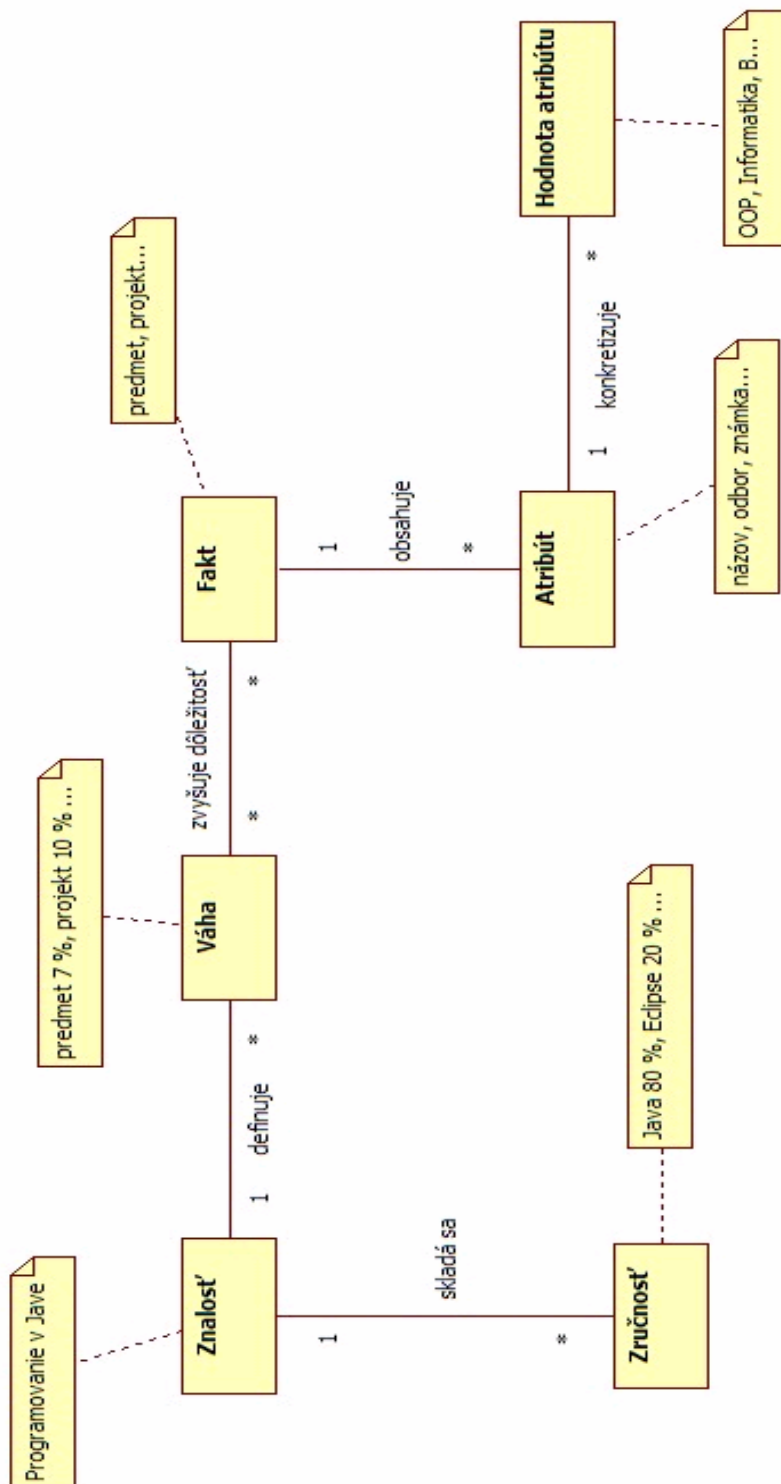 Programovanie v Jave
predmet 7 %, projekt 10 % ...
predmet, projekt...
Znalosť
1
definuje
*
Váha
*
zvyšuje dôležitosť
*
Fakt
1
skladá sa
*
1
obsahuje
*
Zručnosť
Java 80 %, Eclipse 20 % ...
Atribút
1
konkretizuje
*
Hodnota atribútu
názov, odbor, známka...
OOP, Informatika, B...